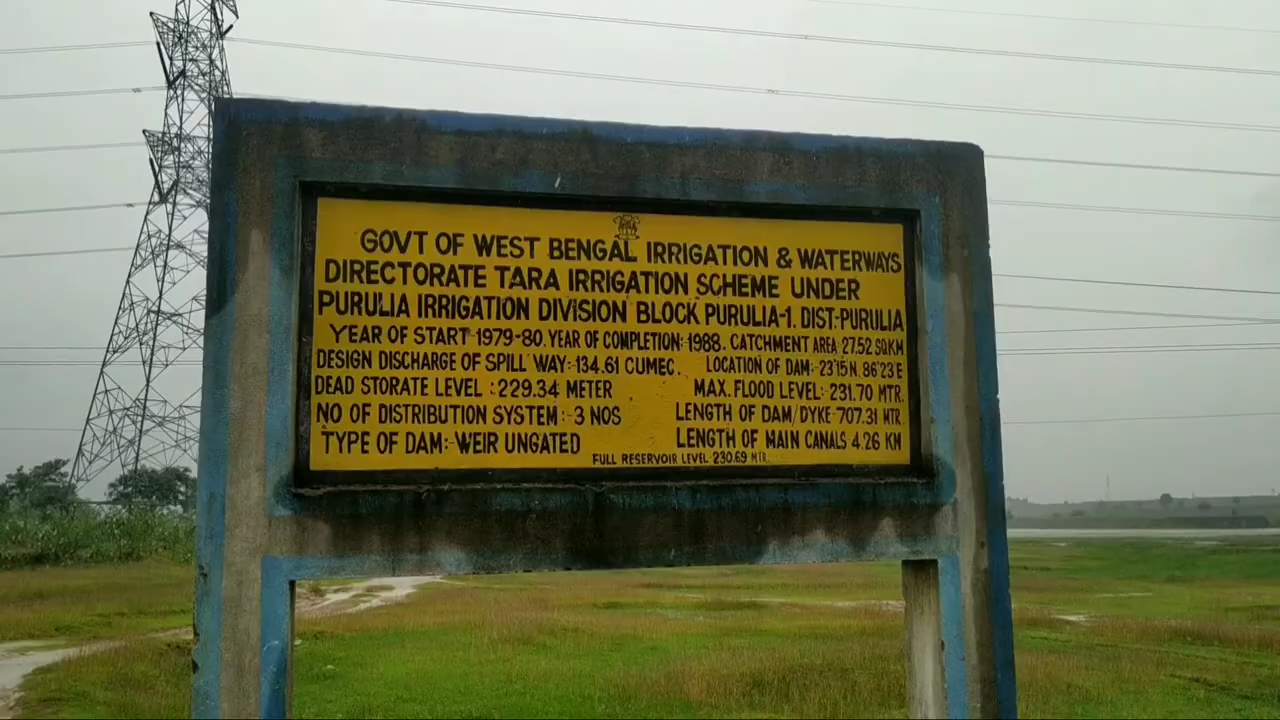 GOVT OF WEST BENGAL IRRIGATION & WATERWAYS
DIRECTORATE TARA IRRIGATION SCHEME UNDER
PURULIA IRRIGATION DIVISION BLOCK PURULIA-1. DIST:-PURULIA
YEAR OF START-1979-80. YEAR OF COMPLETION: 1988. CATCHMENT AREA 27.52 SQ.KM
DESIGN DISCHARGE OF SPILL WAY:-134.61 CUMEC. LOCATION OF DAM:-23°15'N, 86°23'E
DEAD STORATE LEVEL :229.34 METER MAX. FLOOD LEVEL: 231.70 MTR.
NO OF DISTRIBUTION SYSTEM:-3 NOS LENGTH OF DAM/DYKE-707.31 MTR
TYPE OF DAM:-WEIR UNGATED LENGTH OF MAIN CANALS 4.26 KM
FULL RESERVOIR LEVEL 230.69 MTR.